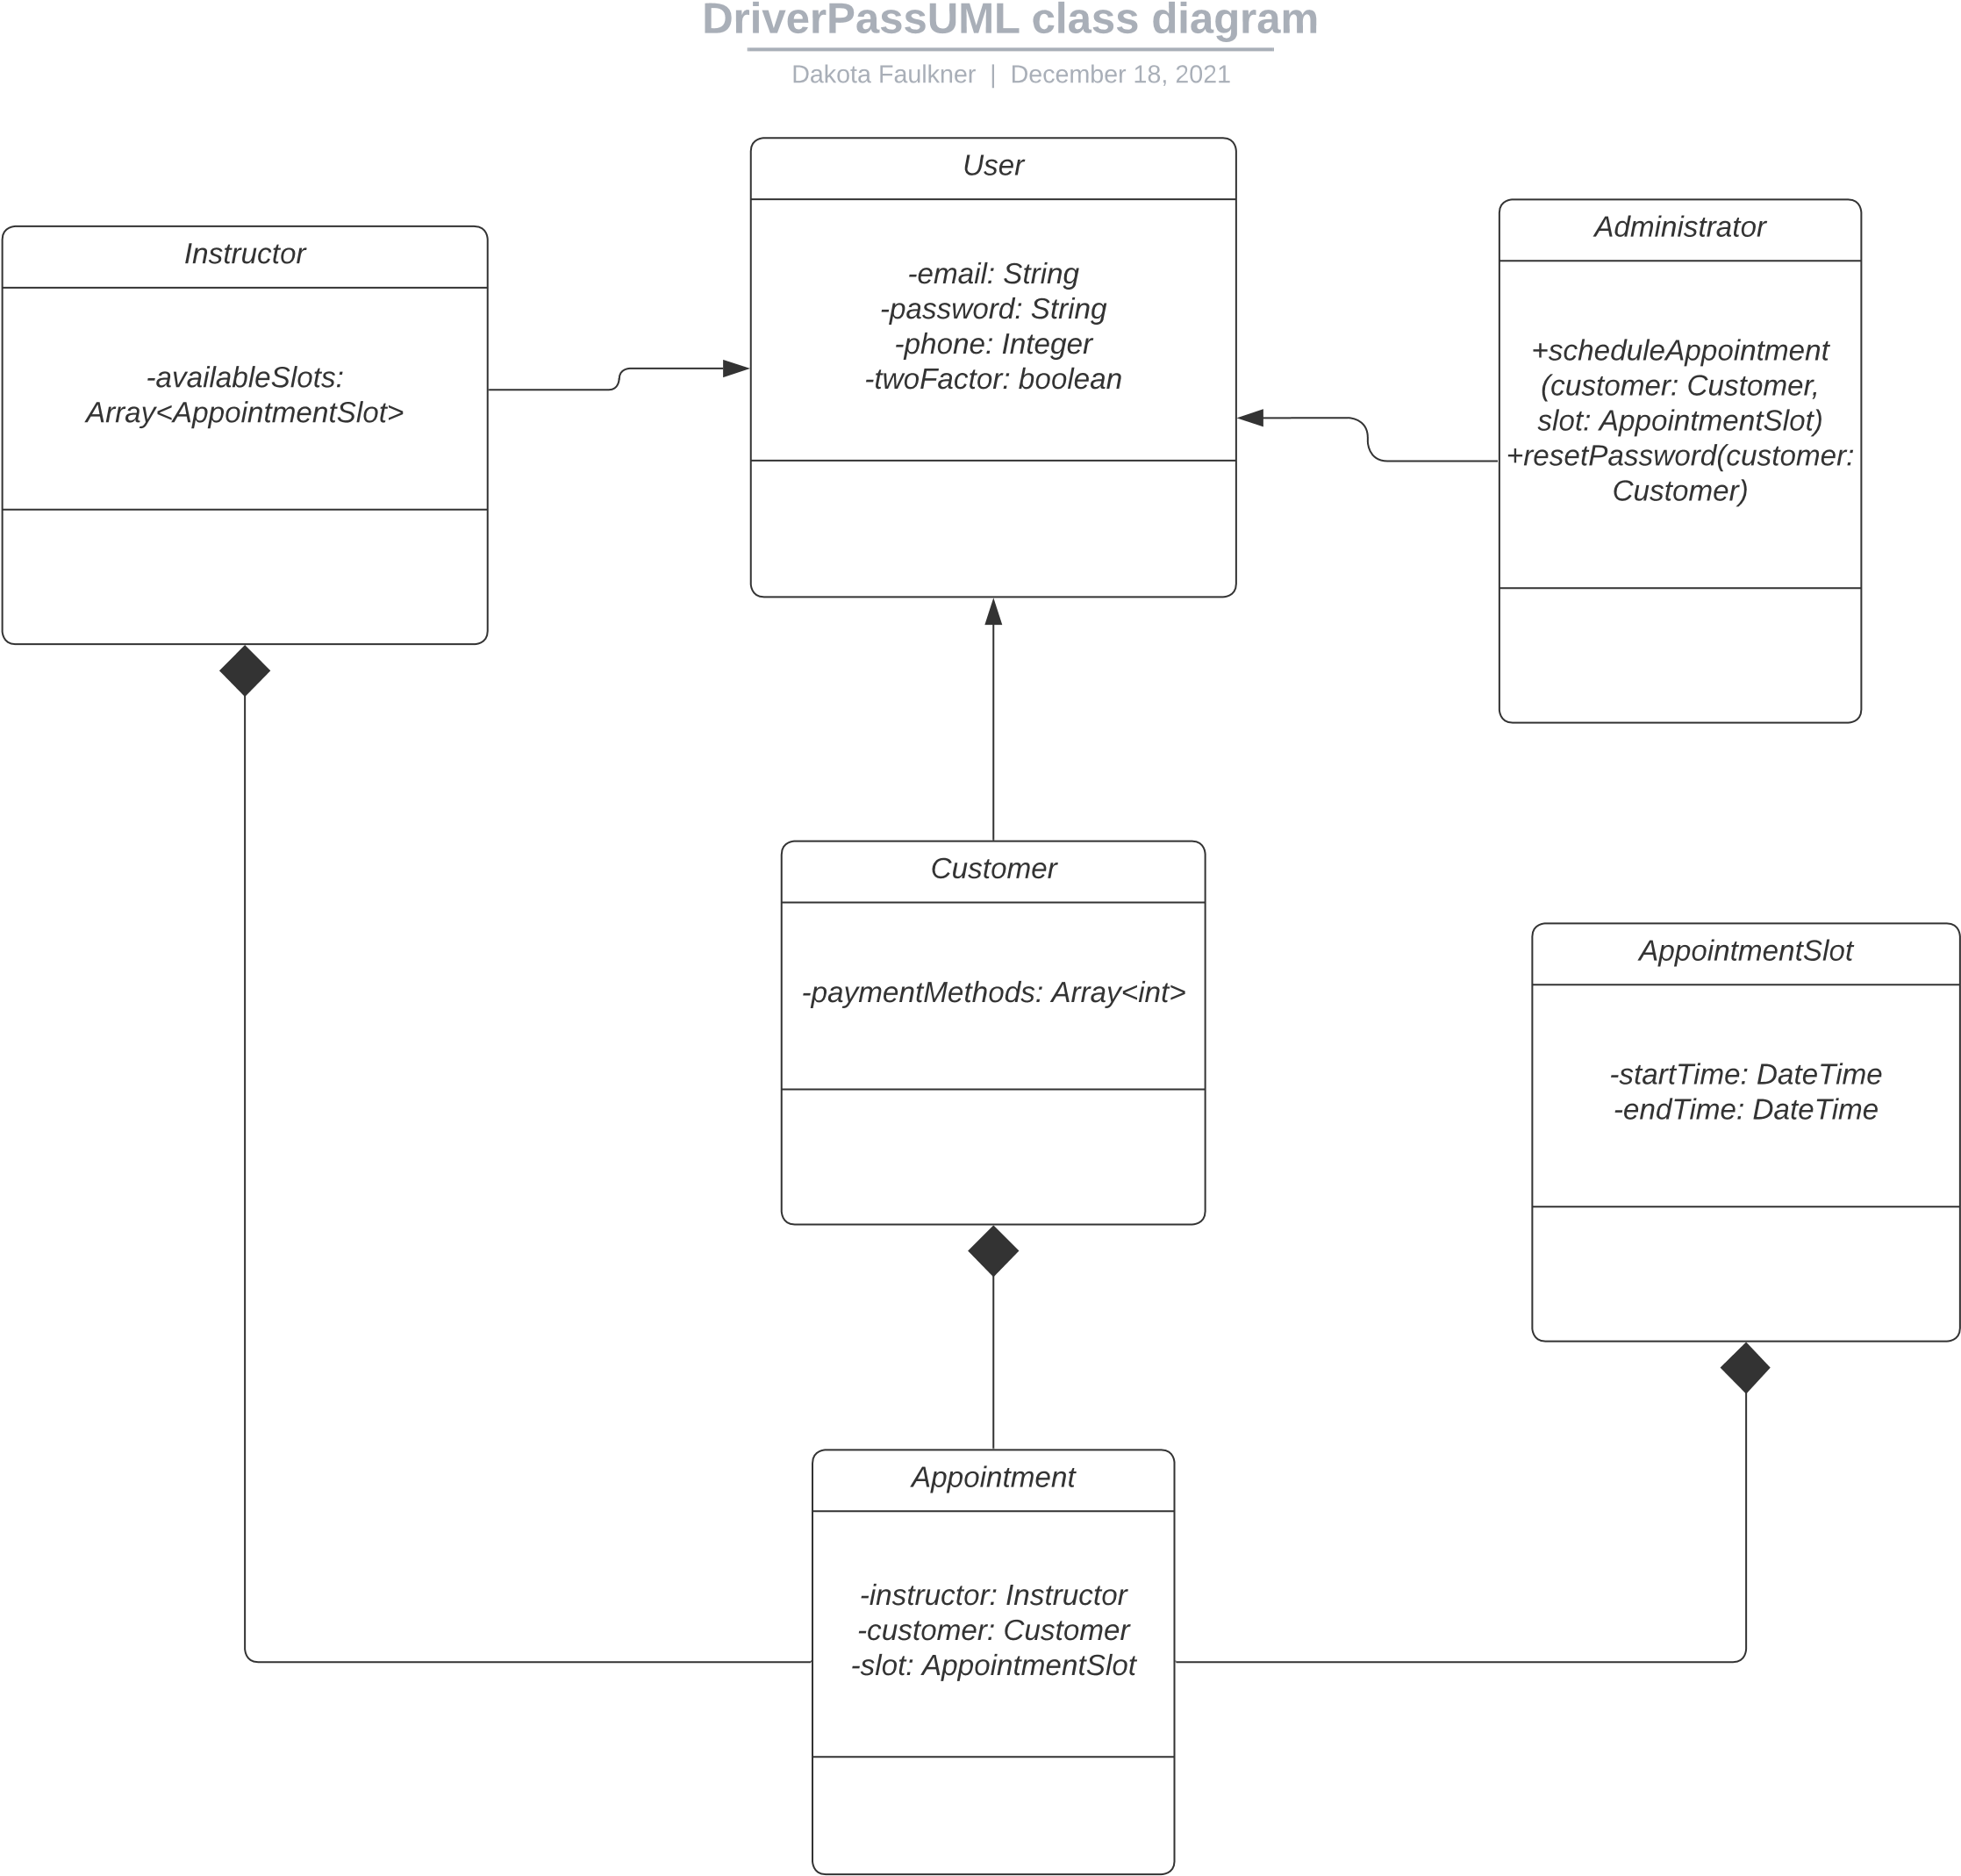 DriverPassUML class diagram
Dakota Faulkner | December 18, 2021
User
-email: String
-password: String
-phone: Integer
-twoFactor: boolean
Instructor
-availableSlots:
Array<AppointmentSlot>
Administrator
+scheduleAppointment
(customer: Customer,
slot: AppointmentSlot)
+resetPassword(customer:
Customer)
Customer
-paymentMethods: Array<int>
AppointmentSlot
-startTime: DateTime
-endTime: DateTime
Appointment
-instructor: Instructor
-customer: Customer
-slot: AppointmentSlot